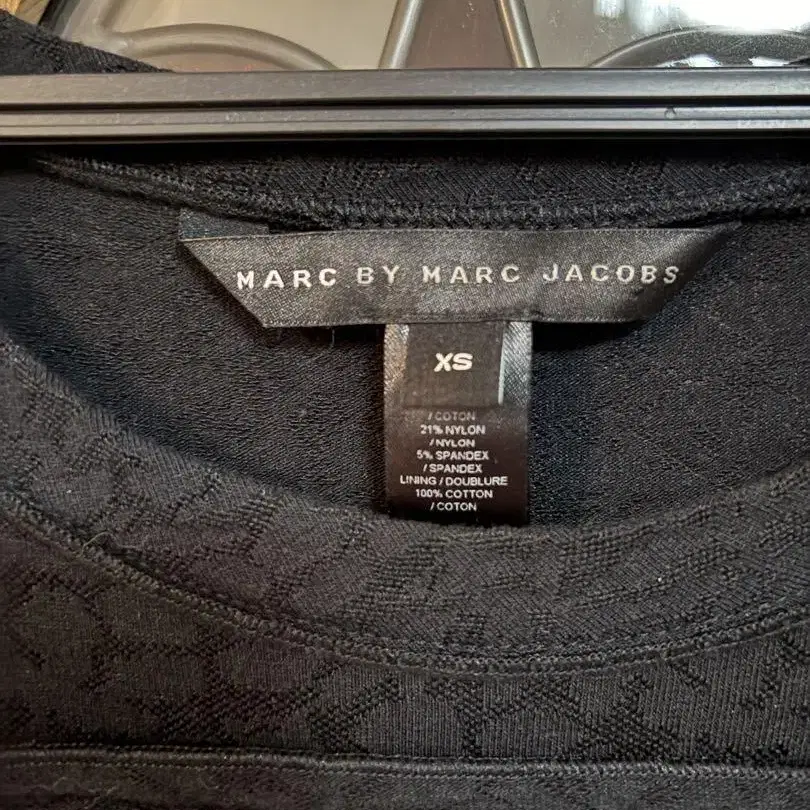 MARC BY MARC JACOBS
XS
/ COTON
21% NYLON
/ NYLON
5% SPANDEX
/ SPANDEX
LINING / DOUBLURE
100% COTTON
/ COTON